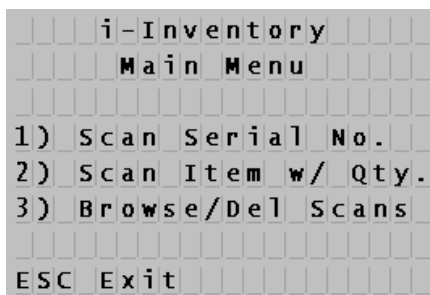 i-Inventory
Main Menu
1) Scan Serial No.
2) Scan Item w/ Qty.
3) Browse/Del Scans
ESC Exit